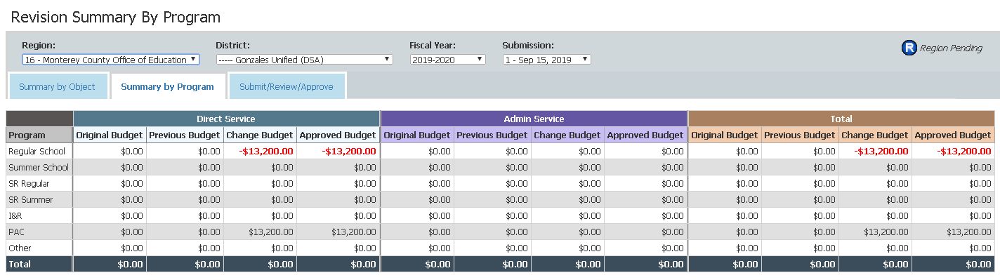 Revision Summary By Program
Region: District: Fiscal Year: Submission:
16 - Monterey County Office of Education ----- Gonzales Unified (DSA) 2019-2020 1 - Sep 15, 2019 R Region Pending
Summary by Object Summary by Program Submit/Review/Approve
Direct Service Admin Service Total
Program Original Budget Previous Budget Change Budget Approved Budget Original Budget Previous Budget Change Budget Approved Budget Original Budget Previous Budget Change Budget Approved Budget
Regular School $0.00 $0.00 -$13,200.00 -$13,200.00 $0.00 $0.00 $0.00 $0.00 $0.00 $0.00 -$13,200.00 -$13,200.00
Summer School $0.00 $0.00 $0.00 $0.00 $0.00 $0.00 $0.00 $0.00 $0.00 $0.00 $0.00 $0.00
SR Regular $0.00 $0.00 $0.00 $0.00 $0.00 $0.00 $0.00 $0.00 $0.00 $0.00 $0.00 $0.00
SR Summer $0.00 $0.00 $0.00 $0.00 $0.00 $0.00 $0.00 $0.00 $0.00 $0.00 $0.00 $0.00
I&R $0.00 $0.00 $0.00 $0.00 $0.00 $0.00 $0.00 $0.00 $0.00 $0.00 $0.00 $0.00
PAC $0.00 $0.00 $13,200.00 $13,200.00 $0.00 $0.00 $0.00 $0.00 $0.00 $0.00 $13,200.00 $13,200.00
Other $0.00 $0.00 $0.00 $0.00 $0.00 $0.00 $0.00 $0.00 $0.00 $0.00 $0.00 $0.00
Total $0.00 $0.00 $0.00 $0.00 $0.00 $0.00 $0.00 $0.00 $0.00 $0.00 $0.00 $0.00